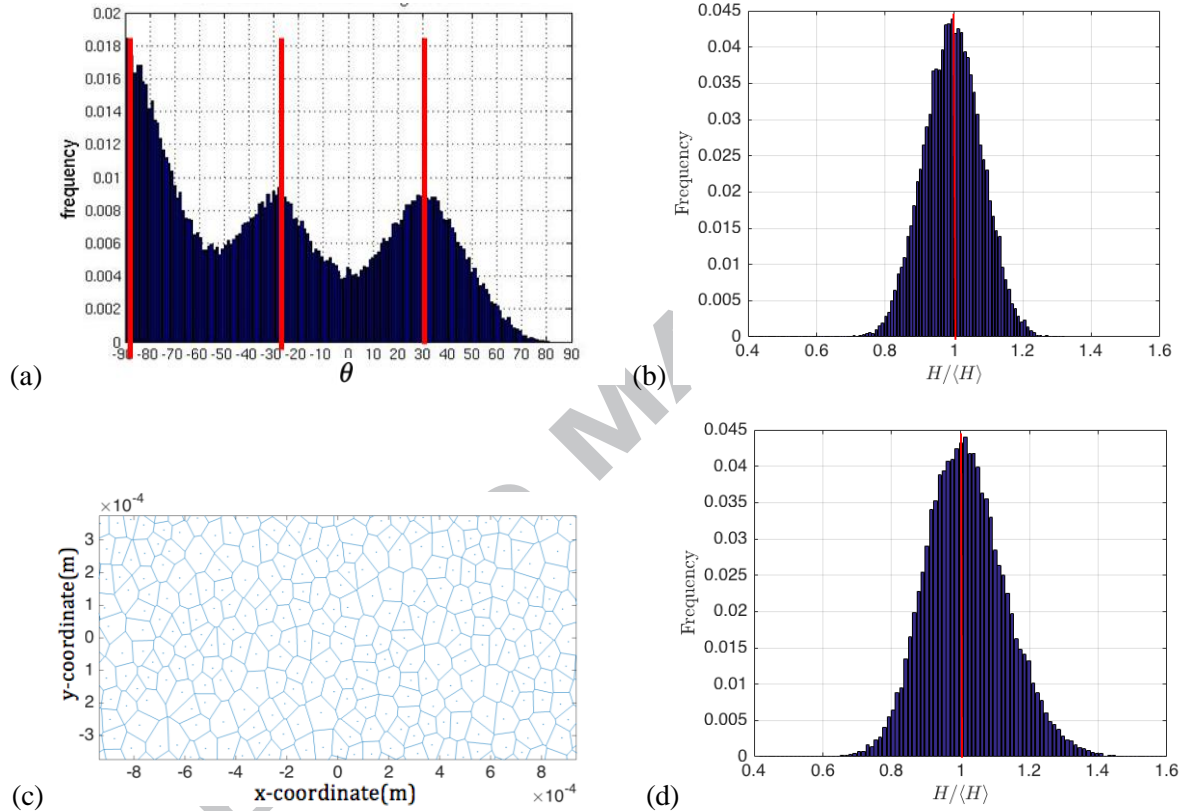 0.02
0.018
0.016
0.014
0.012
0.01
0.008
0.006
0.004
0.002
0
frequency
-90 -80 -70 -60 -50 -40 -30 -20 -10 0 10 20 30 40 50 60 70 80 90
θ
(a)
0.045
0.04
0.035
0.03
0.025
0.02
0.015
0.01
0.005
0
Frequency
0.4 0.6 0.8 1 1.2 1.4 1.6
H/⟨H⟩
(b)
×10⁻⁴
3
2
1
0
1
2
-3
y-coordinate(m)
-8 -6 -4 -2 0 2 4 6 8
x-coordinate(m)
×10⁻⁴
(c)
0.045
0.04
0.035
0.03
0.025
0.02
0.015
0.01
0.005
0
Frequency
0.4 0.6 0.8 1 1.2 1.4 1.6
H/⟨H⟩
(d)